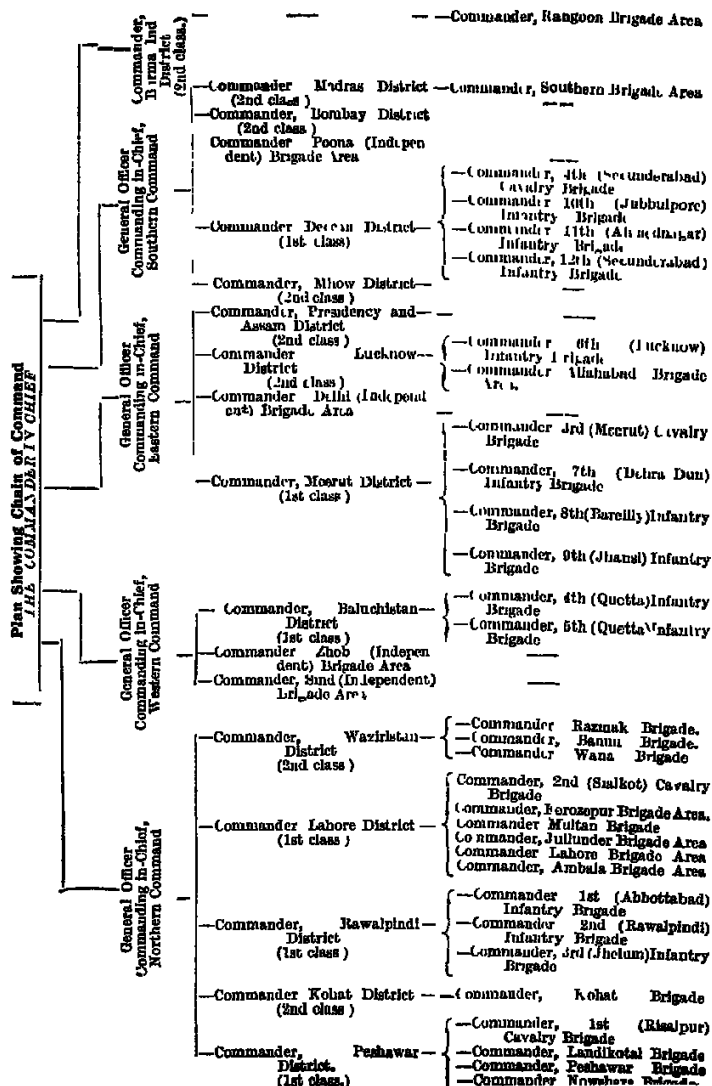 Plan Showing Chain of Command
THE COMMANDER IN CHIEF
Commander,
Burma Ind
District
(2nd class.)
— Commander, Rangoon Brigade Area
General Officer
Commanding in-Chief,
Southern Command
Commander Madras District — Commander, Southern Brigade Area
(2nd class)
Commander, Bombay District
(2nd class)
Commander Poona (Indepen
dent) Brigade Area
Commander Deccan District
(1st class)
Commander, 4th (Secunderabad)
Cavalry Brigade
Commander 10th (Jubbulpore)
Infantry Brigade
Commander 11th (Ahmednagar)
Infantry Brigade
Commander, 12th (Secunderabad)
Infantry Brigade
Commander, Mhow District
(2nd class)
General Officer
Commanding in-Chief,
Eastern Command
Commander, Presidency and
Assam District
(2nd class)
Commander Lucknow
District
(2nd class)
Commander 6th (Lucknow)
Infantry Brigade
Commander Allahabad Brigade
Area.
Commander Delhi (Independ
ent) Brigade Area
Commander, Meerut District
(1st class)
Commander 3rd (Meerut) Cavalry
Brigade
Commander, 7th (Dehra Dun)
Infantry Brigade
Commander, 8th (Bareilly) Infantry
Brigade
Commander, 9th (Jhansi) Infantry
Brigade
General Officer
Commanding in-Chief,
Western Command
Commander, Baluchistan
District
(1st class)
Commander, 4th (Quetta) Infantry
Brigade
Commander, 5th (Quetta) Infantry
Brigade
Commander Zhob (Indepen
dent) Brigade Area
Commander, Sind (Independent)
Brigade Area
General Officer
Commanding in-Chief,
Northern Command
Commander, Waziristan
District
(2nd class)
Commander Razmak Brigade.
Commander, Bannu Brigade.
Commander Wana Brigade
Commander Lahore District
(1st class)
Commander, 2nd (Sialkot) Cavalry
Brigade
Commander, Ferozepur Brigade Area.
Commander Multan Brigade
Commander, Jullunder Brigade Area
Commander Lahore Brigade Area
Commander, Ambala Brigade Area
Commander, Rawalpindi
District
(1st class)
Commander 1st (Abbottabad)
Infantry Brigade
Commander 2nd (Rawalpindi)
Infantry Brigade
Commander, 3rd (Jhelum) Infantry
Brigade
Commander Kohat District — Commander, Kohat Brigade
(2nd class)
Commander, Peshawar
District.
(1st class.)
Commander, 1st (Risalpur)
Cavalry Brigade
Commander, Landikotal Brigade
Commander, Peshawar Brigade
Commander Nowshera Brigade.